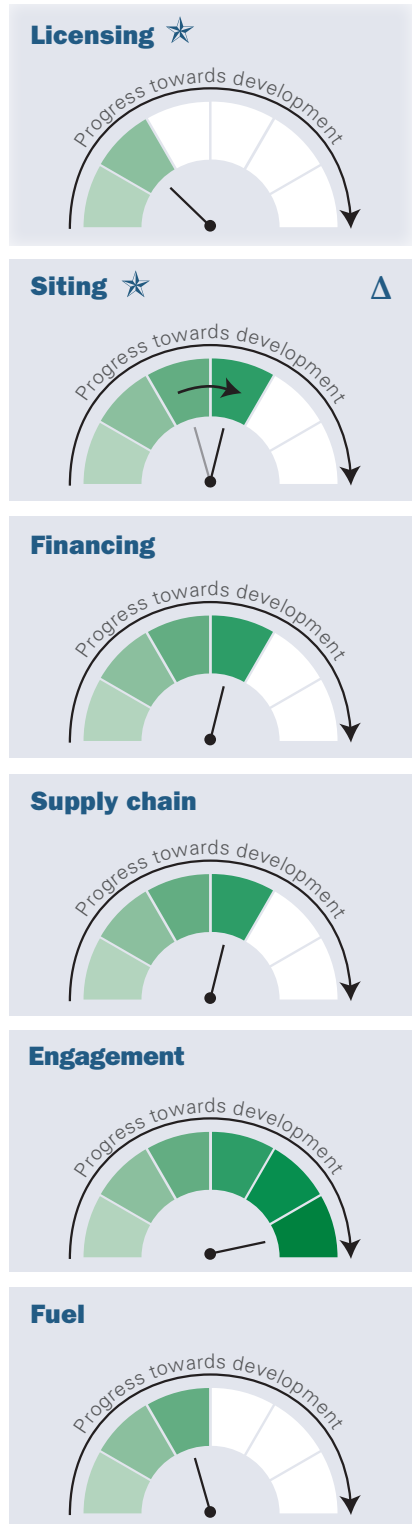 Licensing
Progress towards development
Siting Δ
Progress towards development
Financing
Progress towards development
Supply chain
Progress towards development
Engagement
Progress towards development
Fuel
Progress towards development